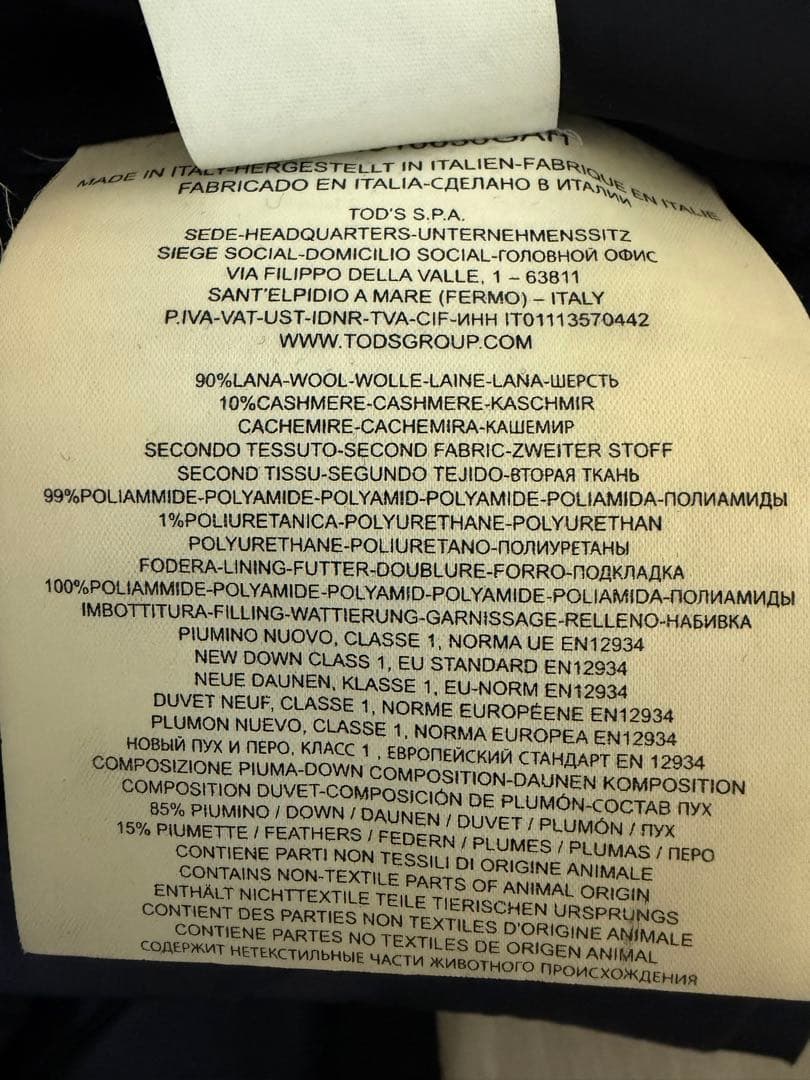 MADE IN ITALY-HERGESTELLT IN ITALIEN-FABRIQUE EN ITALIE
FABRICADO EN ITALIA-СДЕЛАНО В ИТАЛИИ
TOD'S S.P.A.
SEDE-HEADQUARTERS-UNTERNEHMENSSITZ
SIEGE SOCIAL-DOMICILIO SOCIAL-ГОЛОВНОЙ ОФИС
VIA FILIPPO DELLA VALLE, 1 – 63811
SANT'ELPIDIO A MARE (FERMO) – ITALY
P.IVA-VAT-UST-IDNR-TVA-CIF-ИНН IT01113570442
WWW.TODSGROUP.COM
90%LANA-WOOL-WOLLE-LAINE-LANA-ШЕРСТЬ
10%CASHMERE-CASHMERE-KASCHMIR
CACHEMIRE-CACHEMIRA-КАШЕМИР
SECONDO TESSUTO-SECOND FABRIC-ZWEITER STOFF
SECOND TISSU-SEGUNDO TEJIDO-ВТОРАЯ ТКАНЬ
99%POLIAMMIDE-POLYAMIDE-POLYAMID-POLYAMIDE-POLIAMIDA-ПОЛИАМИДЫ
1%POLIURETANICA-POLYURETHANE-POLYURETHAN
POLYURETHANE-POLIURETANO-ПОЛИУРЕТАНЫ
FODERA-LINING-FUTTER-DOUBLURE-FORRO-ПОДКЛАДКА
100%POLIAMMIDE-POLYAMIDE-POLYAMID-POLYAMIDE-POLIAMIDA-ПОЛИАМИДЫ
IMBOTTITURA-FILLING-WATTIERUNG-GARNISSAGE-RELLENO-НАБИВКА
PIUMINO NUOVO, CLASSE 1, NORMA UE EN12934
NEW DOWN CLASS 1, EU STANDARD EN12934
NEUE DAUNEN, KLASSE 1, EU-NORM EN12934
DUVET NEUF, CLASSE 1, NORME EUROPÉENE EN12934
PLUMON NUEVO, CLASSE 1, NORMA EUROPEA EN12934
НОВЫЙ ПУХ И ПЕРО, КЛАСС 1 , ЕВРОПЕЙСКИЙ СТАНДАРТ EN 12934
COMPOSIZIONE PIUMA-DOWN COMPOSITION-DAUNEN KOMPOSITION
COMPOSITION DUVET-COMPOSICIÓN DE PLUMÓN-СОСТАВ ПУХ
85% PIUMINO / DOWN / DAUNEN / DUVET / PLUMÓN / ПУХ
15% PIUMETTE / FEATHERS / FEDERN / PLUMES / PLUMAS / ПЕРО
CONTIENE PARTI NON TESSILI DI ORIGINE ANIMALE
CONTAINS NON-TEXTILE PARTS OF ANIMAL ORIGIN
ENTHÄLT NICHTTEXTILE TEILE TIERISCHEN URSPRUNGS
CONTIENT DES PARTIES NON TEXTILES D'ORIGINE ANIMALE
CONTIENE PARTES NO TEXTILES DE ORIGEN ANIMAL
СОДЕРЖИТ НЕТЕКСТИЛЬНЫЕ ЧАСТИ ЖИВОТНОГО ПРОИСХОЖДЕНИЯ